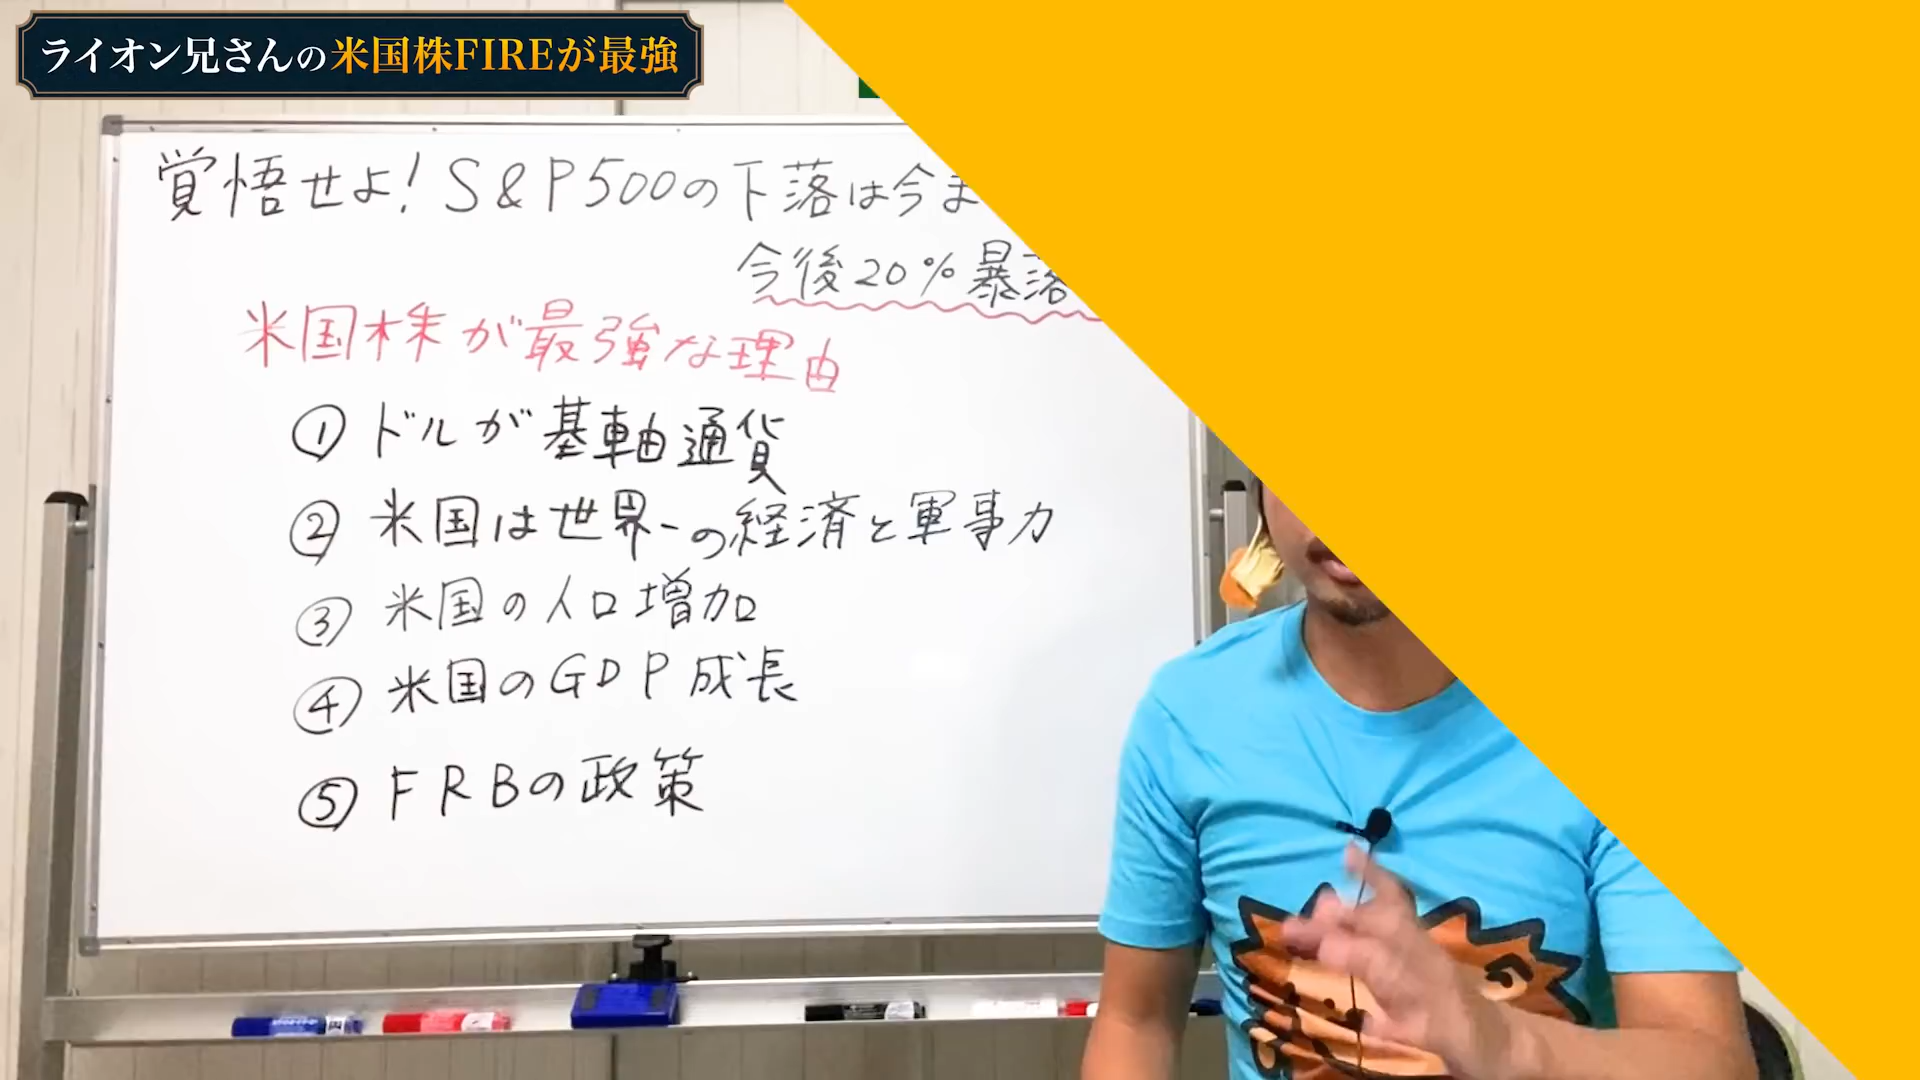 ライオン兄さんの米国株FIREが最強
覚悟せよ!S&P500の下落は今ま
今後20%暴落
米国株が最強な理由
① ドルが基軸通貨
② 米国は世界一の経済と軍事力
③ 米国の人口増加
④ 米国のGDP成長
⑤ FRBの政策